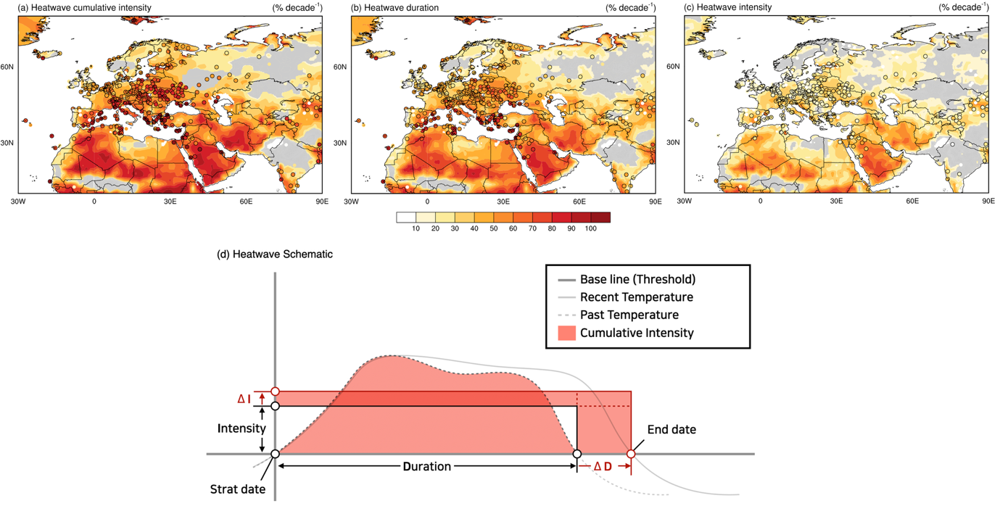 (a) Heatwave cumulative intensity (% decade⁻¹)
(b) Heatwave duration (% decade⁻¹)
(c) Heatwave intensity (% decade⁻¹)
60N 60N 60N
30N 30N 30N
30W 0 30E 60E 90E
30W 0 30E 60E 90E
30W 0 30E 60E 90E
10 20 30 40 50 60 70 80 90 100
(d) Heatwave Schematic
Base line (Threshold)
Recent Temperature
Past Temperature
Cumulative Intensity
Δ I
Intensity
End date
Duration
Δ D
Strat date